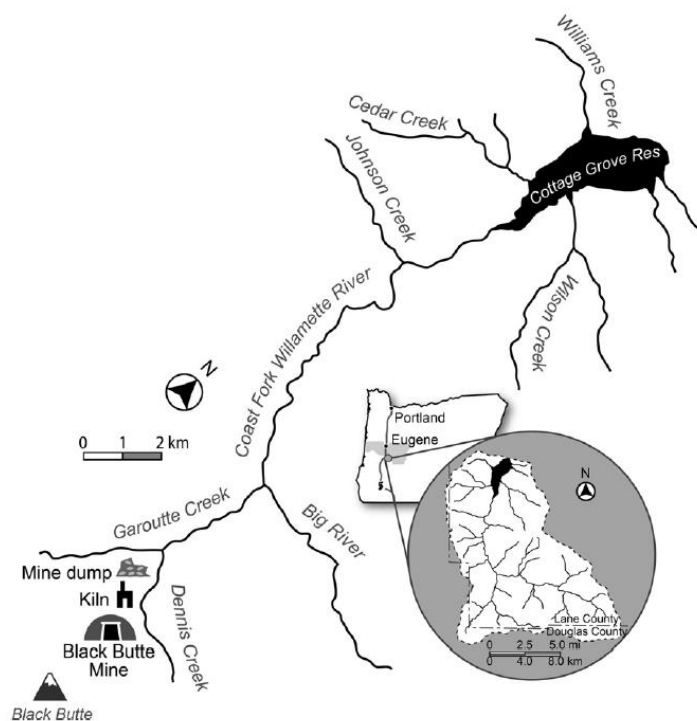 Williams Creek
Cedar Creek
Johnson Creek
Cottage Grove Res
Wilson Creek
Coast Fork Willamette River
N
0 1 2 km
Portland
Eugene
N
Garoutte Creek
Big River
Mine dump
Kiln
Dennis Creek
Black Butte
Mine
Black Butte
Lane County
Douglas County
0 2.5 5.0 mi
0 4.0 8.0 km